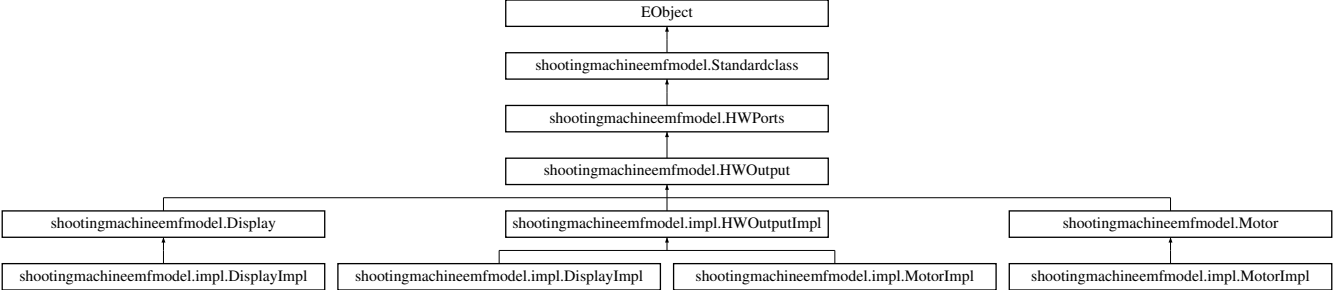 EObject
shootingmachineemfmodel.Standardclass
shootingmachineemfmodel.HWPorts
shootingmachineemfmodel.HWOutput
shootingmachineemfmodel.Display
shootingmachineemfmodel.impl.HWOutputImpl
shootingmachineemfmodel.Motor
shootingmachineemfmodel.impl.DisplayImpl
shootingmachineemfmodel.impl.DisplayImpl
shootingmachineemfmodel.impl.MotorImpl
shootingmachineemfmodel.impl.MotorImpl